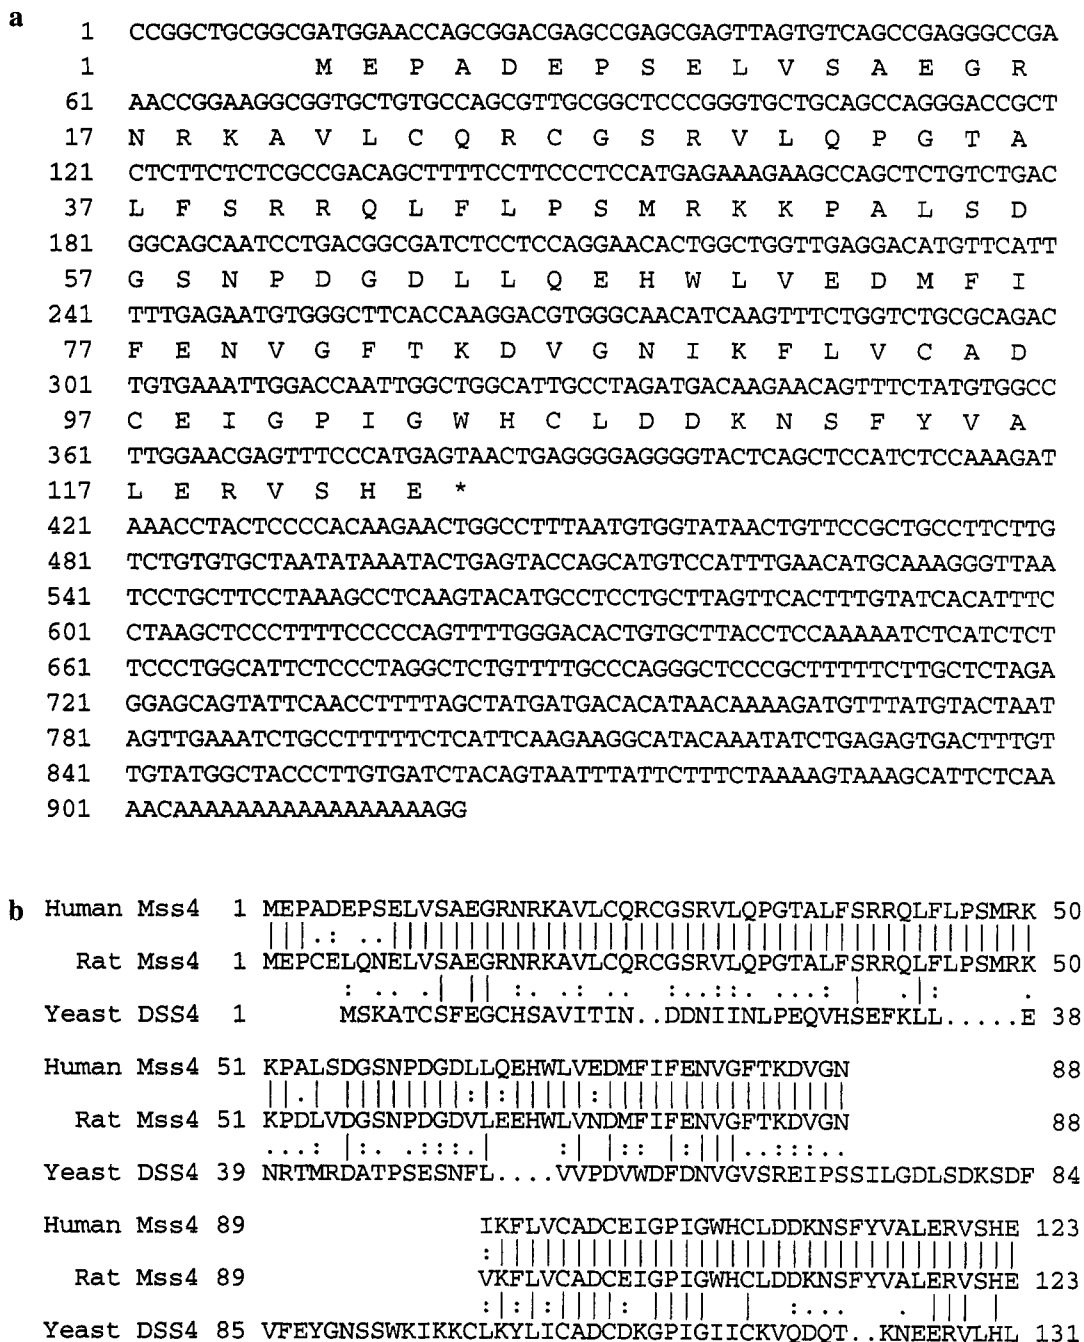 a
1 CCGGCTGCGGCGATGGAACCAGCGGACGAGCCGAGCGAGTTAGTGTCAGCCGAGGGCCGA
1 M E P A D E P S E L V S A E G R
61 AACCGGAAGGCGGTGCTGTGCCAGCGTTGCGGCTCCCGGGTGCTGCAGCCAGGGACCGCT
17 N R K A V L C Q R C G S R V L Q P G T A
121 CTCTTCTCTCGCCGACAGCTTTTCCTTCCCTCCATGAGAAAGAAGCCAGCTCTGTCTGAC
37 L F S R R Q L F L P S M R K K P A L S D
181 GGCAGCAATCCTGACGGCGATCTCCTCCAGGAACACTGGCTGGTTGAGGACATGTTCATT
57 G S N P D G D L L Q E H W L V E D M F I
241 TTTGAGAATGTGGGCTTCACCAAGGACGTGGGCAACATCAAGTTTCTGGTCTGCGCAGAC
77 F E N V G F T K D V G N I K F L V C A D
301 TGTGAAATTGGACCAATTGGCTGGCATTGCCTAGATGACAAGAACAGTTTCTATGTGGCC
97 C E I G P I G W H C L D D K N S F Y V A
361 TTGGAACGAGTTTCCCATGAGTAACTGAGGGGAGGGGTACTCAGCTCCATCTCCAAAGAT
117 L E R V S H E *
421 AAACCTACTCCCCACAAGAACTGGCCTTTAATGTGGTATAACTGTTCCGCTGCCTTCTTG
481 TCTGTGTGCTAATATAAATACTGAGTACCAGCATGTCCATTTGAACATGCAAAGGGTTAA
541 TCCTGCTTCCTAAAGCCTCAAGTACATGCCTCCTGCTTAGTTCACTTTGTATCACATTTC
601 CTAAGCTCCCTTTTCCCCCAGTTTTGGGACACTGTGCTTACCTCCAAAAATCTCATCTCT
661 TCCCTGGCATTCTCCCTAGGCTCTGTTTTGCCCAGGGCTCCCGCTTTTTCTTGCTCTAGA
721 GGAGCAGTATTCAACCTTTTAGCTATGATGACACATAACAAAAGATGTTTATGTACTAAT
781 AGTTGAAATCTGCCTTTTTCTCATTCAAGAAGGCATACAAATATCTGAGAGTGACTTTGT
841 TGTATGGCTACCCTTGTGATCTACAGTAATTTATTCTTTCTAAAAGTAAAGCATTCTCAA
901 AACAAAAAAAAAAAAAAAAAGG
b Human Mss4 1 MEPADEPSELVSAEGRNRKAVLCQRCGSRVLQPGTALFSRRQLFLPSMRK 50
Rat Mss4 1 MEPCELQNELVSAEGRNRKAVLCQRCGSRVLQPGTALFSRRQLFLPSMRK 50
Yeast DSS4 1 MSKATCSFEGCHSAVITIN..DDNIINLPEQVHSEFKLL.....E 38
Human Mss4 51 KPALSDGSNPDGDLLQEHWLVEDMFIFENVGFTKDVGN 88
Rat Mss4 51 KPDLVDGSNPDGDVLEEHWLVNDMFIFENVGFTKDVGN 88
Yeast DSS4 39 NRTMRDATPSESNFL....VVPDVWDFDNVGVSREIPSSILGDLSDKSDF 84
Human Mss4 89 IKFLVCADCEIGPIGWHCLDDKNSFYVALERVSHE 123
Rat Mss4 89 VKFLVCADCEIGPIGWHCLDDKNSFYVALERVSHE 123
Yeast DSS4 85 VFEYGNSSWKIKKCLKYLICADCDKGPIGIICKVQDQT..KNEERVLHL 131